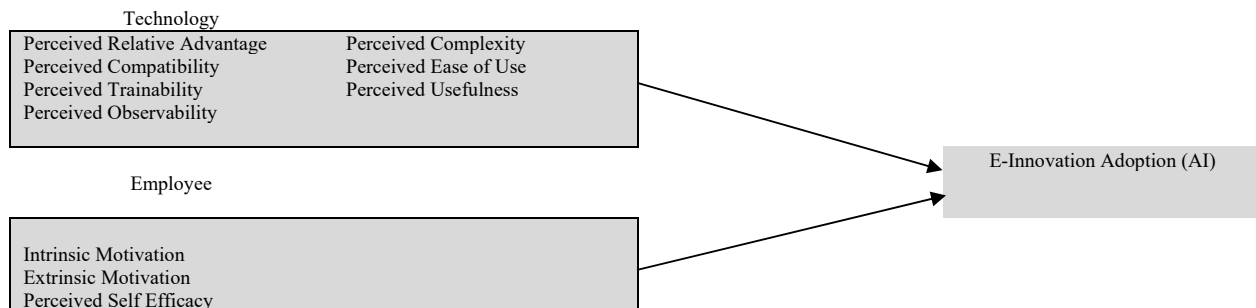 Technology
Perceived Relative Advantage
Perceived Compatibility
Perceived Trainability
Perceived Observability
Perceived Complexity
Perceived Ease of Use
Perceived Usefulness
E-Innovation Adoption (AI)
Employee
Intrinsic Motivation
Extrinsic Motivation
Perceived Self Efficacy